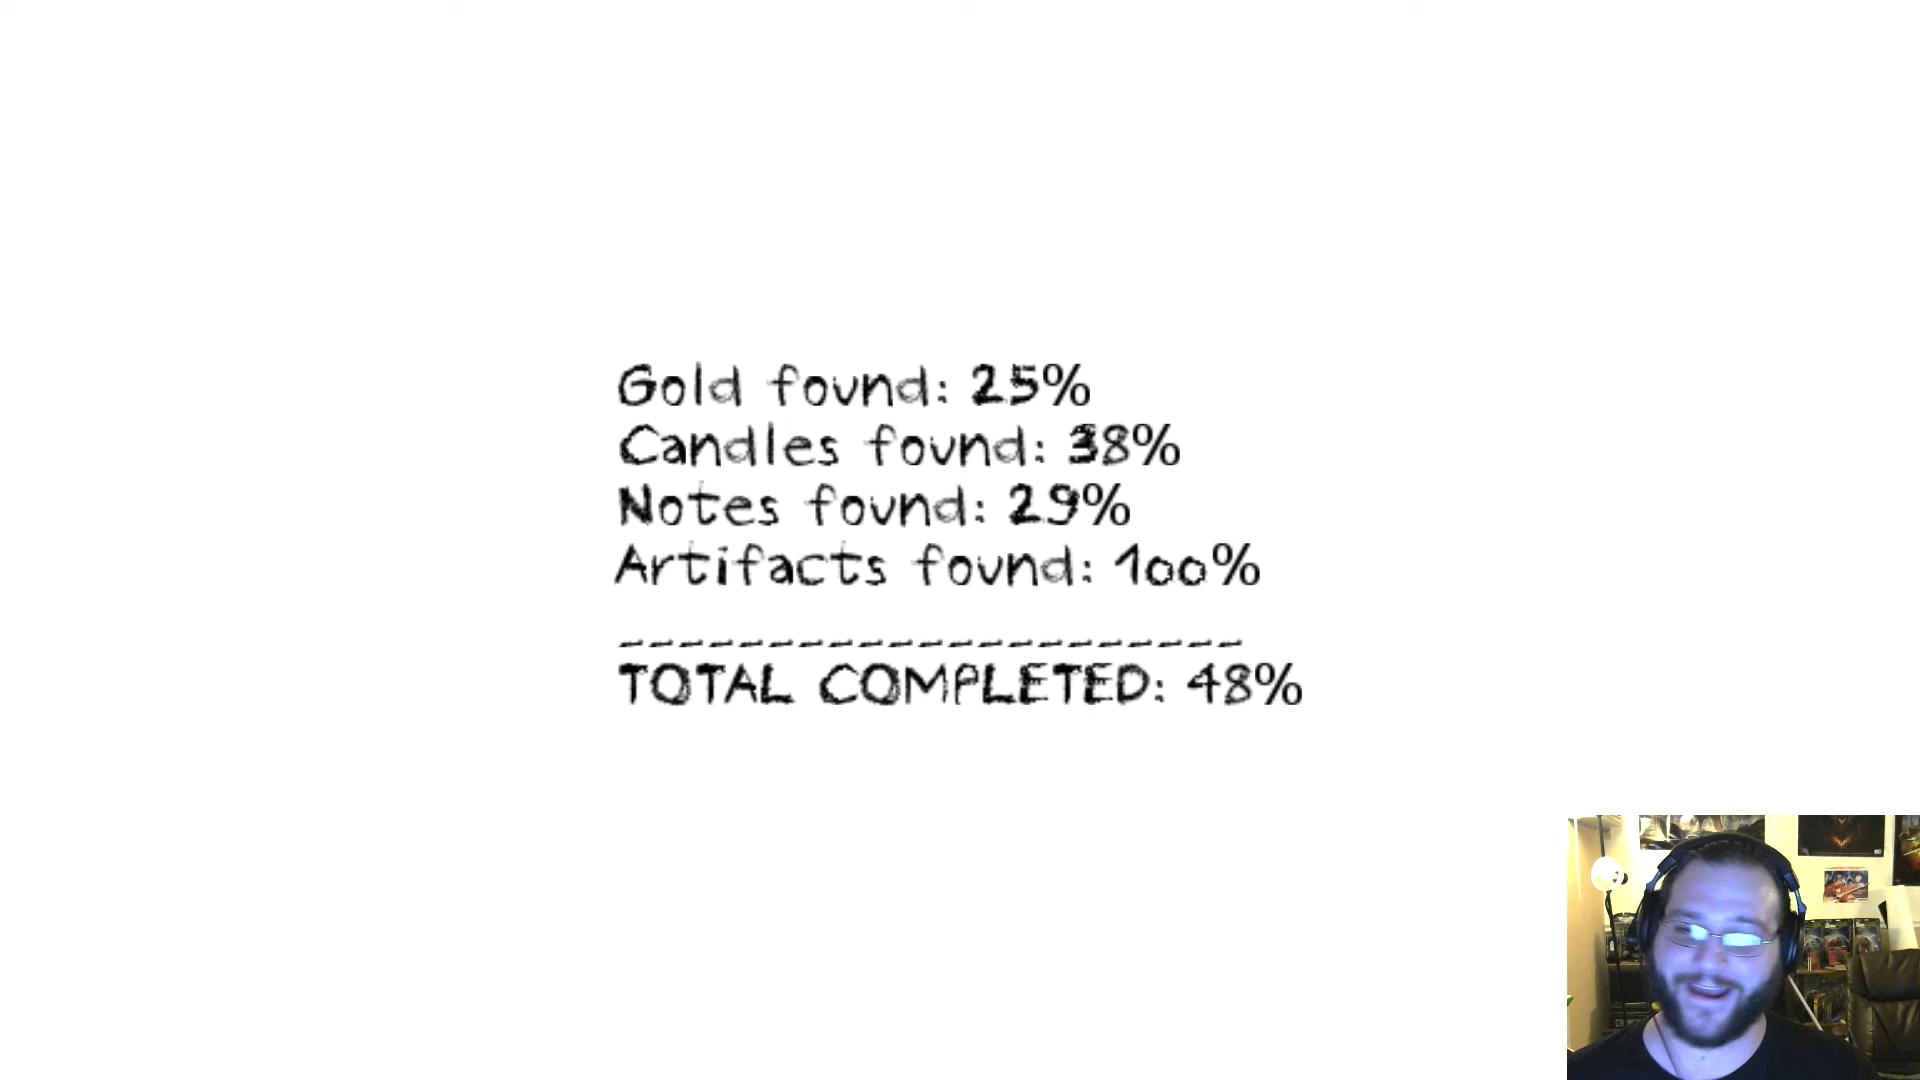 Gold found: 25%
Candles found: 38%
Notes found: 29%
Artifacts found: 100%
---------------------
TOTAL COMPLETED: 48%